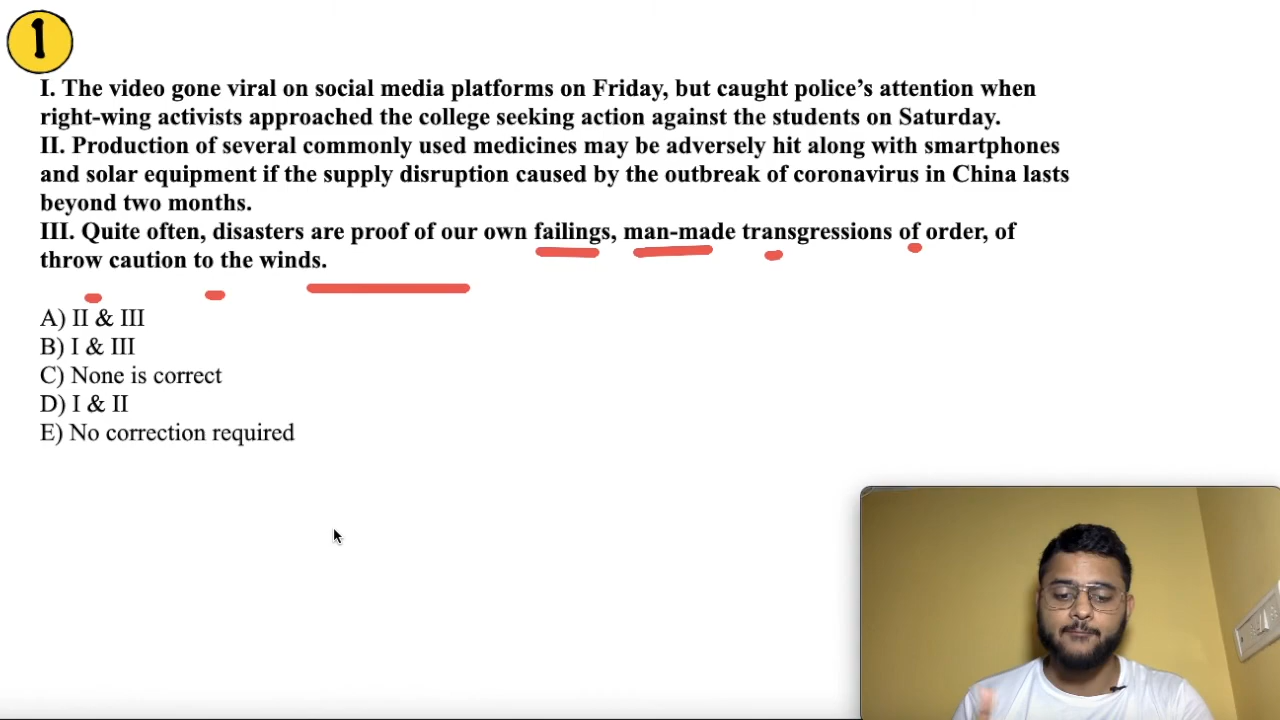 1
I. The video gone viral on social media platforms on Friday, but caught police’s attention when
right-wing activists approached the college seeking action against the students on Saturday.
II. Production of several commonly used medicines may be adversely hit along with smartphones
and solar equipment if the supply disruption caused by the outbreak of coronavirus in China lasts
beyond two months.
III. Quite often, disasters are proof of our own failings, man-made transgressions of order, of
throw caution to the winds.
A) II & III
B) I & III
C) None is correct
D) I & II
E) No correction required